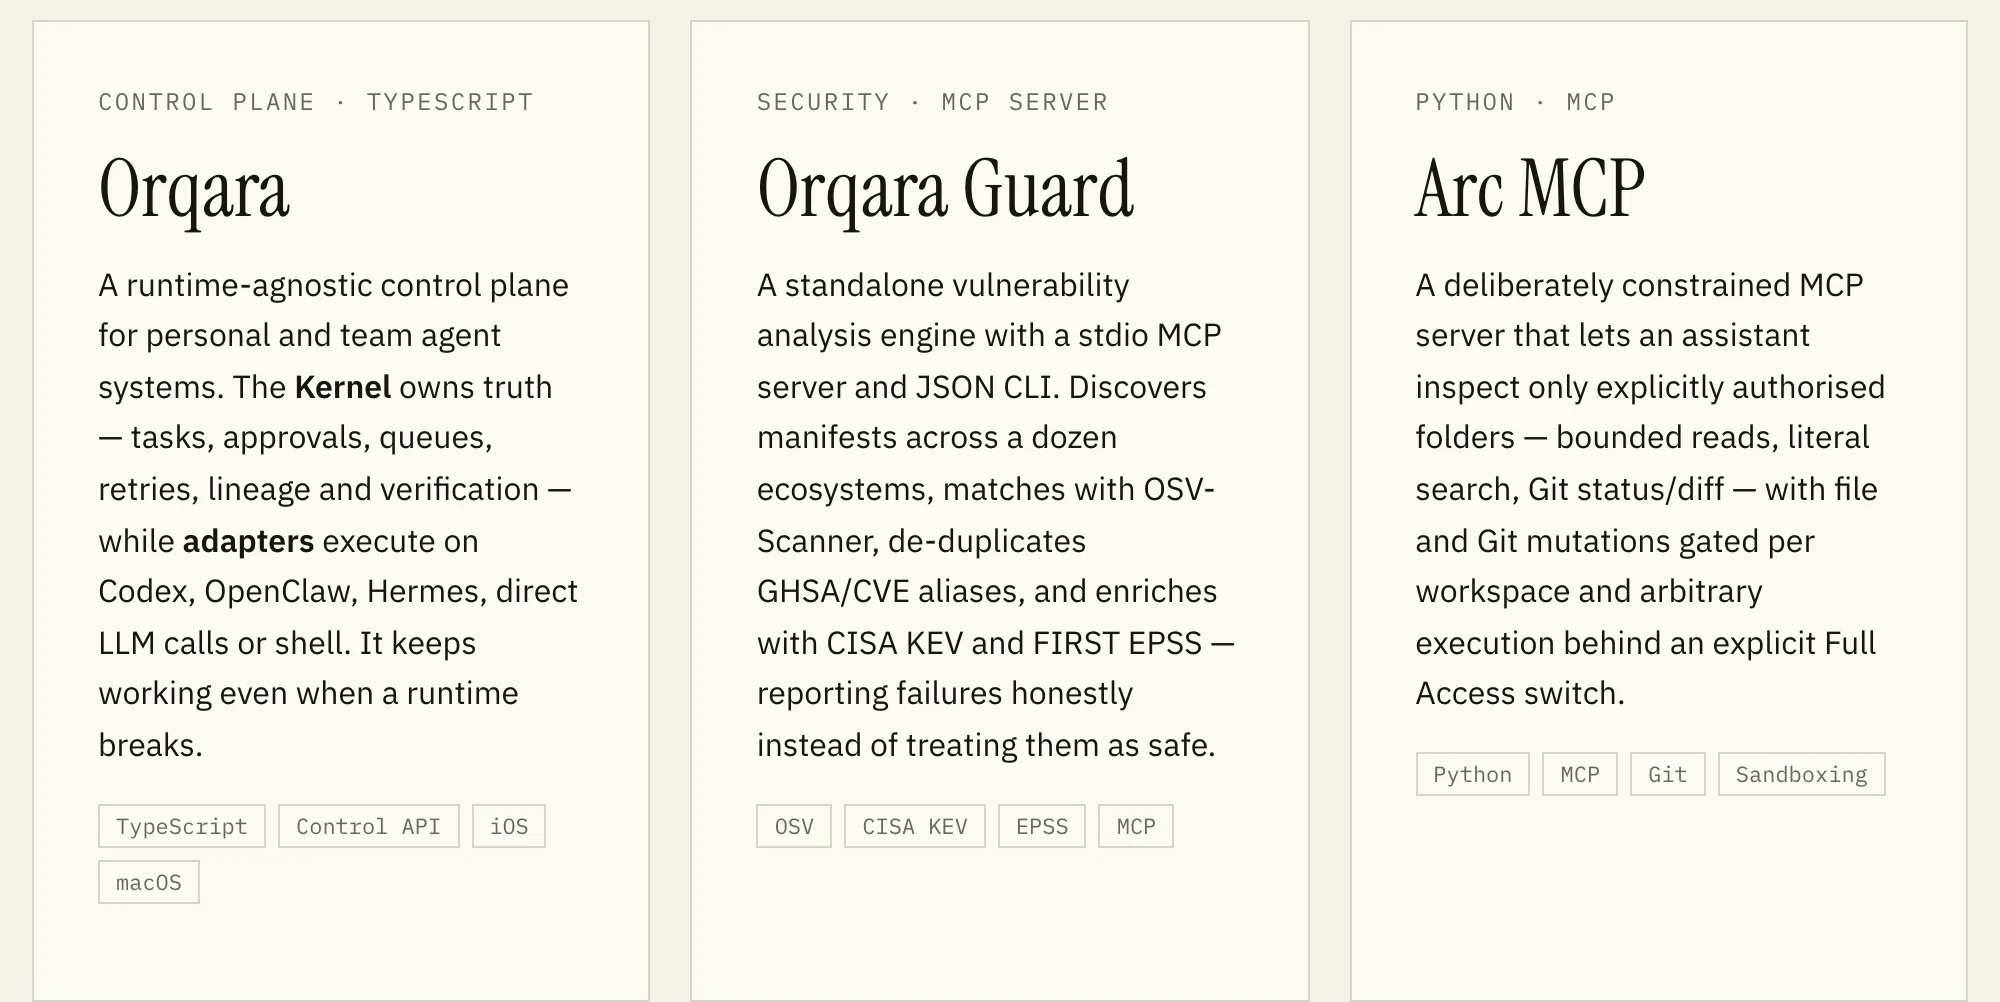 CONTROL PLANE · TYPESCRIPT
Orqara
A runtime-agnostic control plane
for personal and team agent
systems. The Kernel owns truth
— tasks, approvals, queues,
retries, lineage and verification —
while adapters execute on
Codex, OpenClaw, Hermes, direct
LLM calls or shell. It keeps
working even when a runtime
breaks.
TypeScript Control API iOS
macOS
SECURITY · MCP SERVER
Orqara Guard
A standalone vulnerability
analysis engine with a stdio MCP
server and JSON CLI. Discovers
manifests across a dozen
ecosystems, matches with OSV-
Scanner, de-duplicates
GHSA/CVE aliases, and enriches
with CISA KEV and FIRST EPSS —
reporting failures honestly
instead of treating them as safe.
OSV CISA KEV EPSS MCP
PYTHON · MCP
Arc MCP
A deliberately constrained MCP
server that lets an assistant
inspect only explicitly authorised
folders — bounded reads, literal
search, Git status/diff — with file
and Git mutations gated per
workspace and arbitrary
execution behind an explicit Full
Access switch.
Python MCP Git Sandboxing